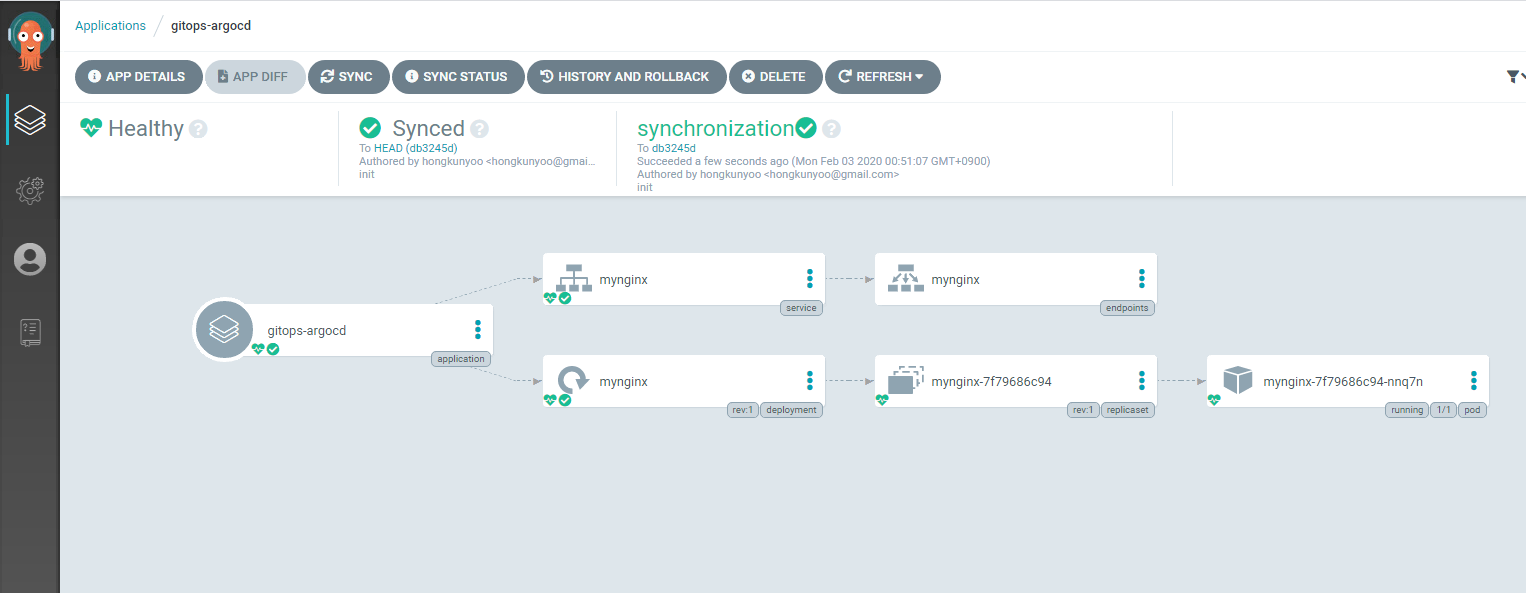 Applications / gitops-argocd
APP DETAILS APP DIFF SYNC SYNC STATUS HISTORY AND ROLLBACK DELETE REFRESH
Healthy
Synced
To HEAD (db3245d)
Authored by hongkunyoo <hongkunyoo@gmai...
init
synchronization
To db3245d
Succeeded a few seconds ago (Mon Feb 03 2020 00:51:07 GMT+0900)
Authored by hongkunyoo <hongkunyoo@gmail.com>
init
mynginx
service
mynginx
endpoints
gitops-argocd
application
mynginx
rev:1 deployment
mynginx-7f79686c94
rev:1 replicaset
mynginx-7f79686c94-nnq7n
running 1/1 pod